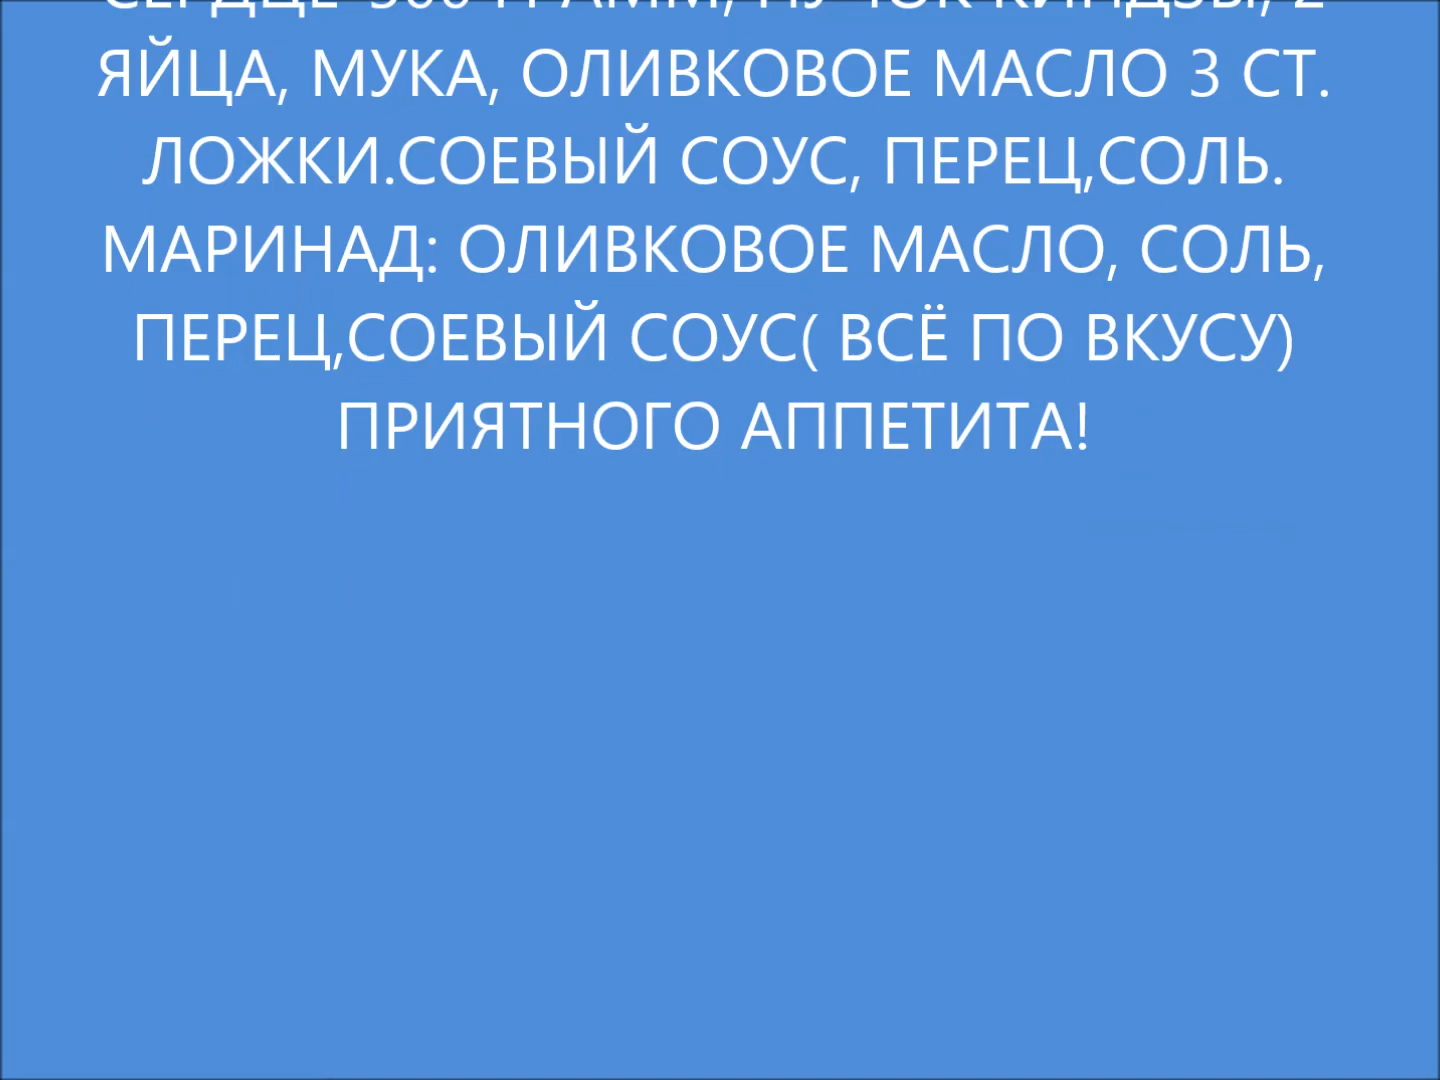 ЯЙЦА, МУКА, ОЛИВКОВОЕ МАСЛО 3 СТ.
ЛОЖКИ.СОЕВЫЙ СОУС, ПЕРЕЦ,СОЛЬ.
МАРИНАД: ОЛИВКОВОЕ МАСЛО, СОЛЬ,
ПЕРЕЦ,СОЕВЫЙ СОУС( ВСЁ ПО ВКУСУ)
ПРИЯТНОГО АППЕТИТА!